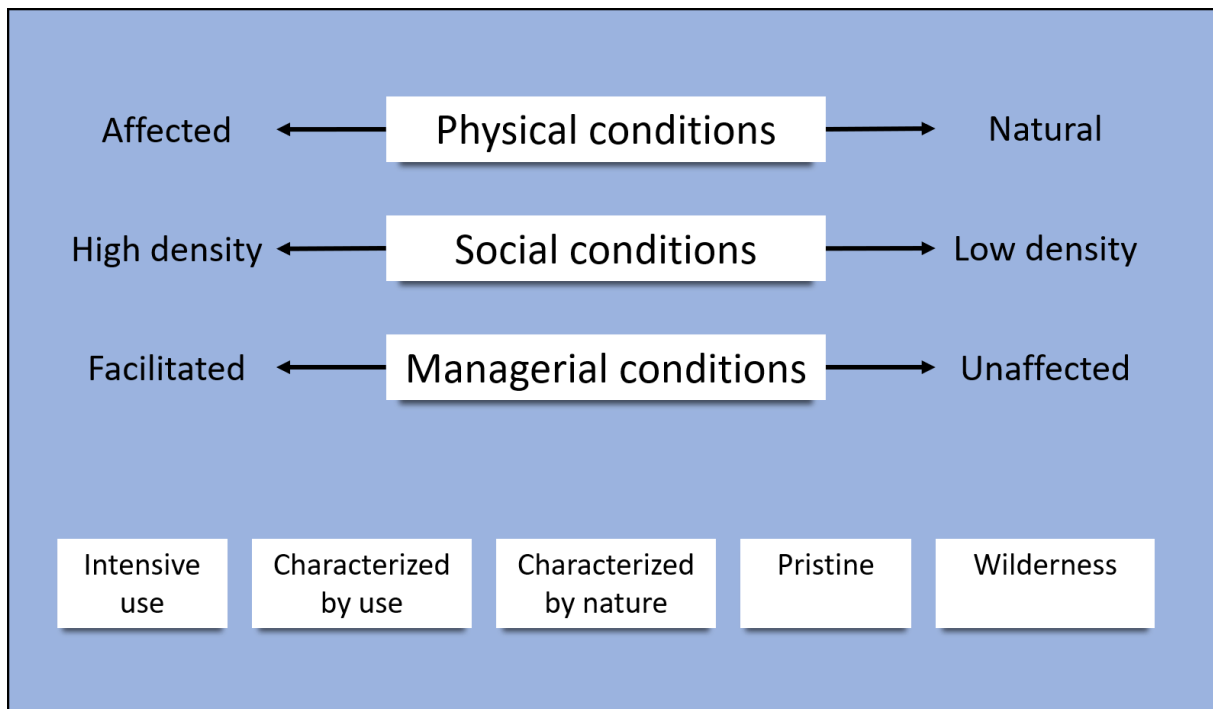 Affected Physical conditions Natural
High density Social conditions Low density
Facilitated Managerial conditions Unaffected
Intensive
use
Characterized
by use
Characterized
by nature
Pristine
Wilderness